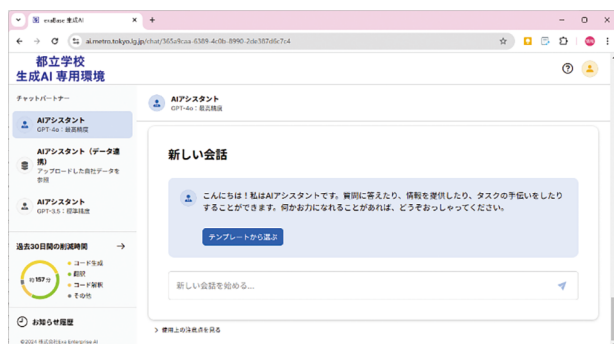 exaBase 生成AI
ai.metro.tokyo.lg.jp/chat/365a9caa-6389-4c0b-8990-2de387d6c7c4
都立学校
生成AI 専用環境
チャットパートナー
AIアシスタント
GPT-4o：最高精度
AIアシスタント（データ連
携）
アップロードした自社データを
参照
AIアシスタント
GPT-3.5：標準精度
過去30日間の削減時間
約157分
コード生成
翻訳
コード解釈
その他
お知らせ履歴
©2024 株式会社Exa Enterprise AI
AIアシスタント
GPT-4o：最高精度
新しい会話
こんにちは！私はAIアシスタントです。質問に答えたり、情報を提供したり、タスクの手伝いをしたり
することができます。何かお力になれることがあれば、どうぞおっしゃってください。
テンプレートから選ぶ
新しい会話を始める...
使用上の注意点を見る